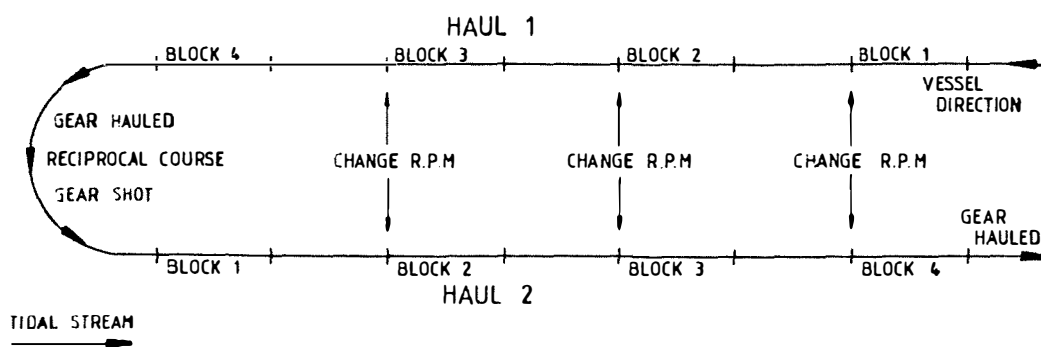 HAUL 1
BLOCK 4 BLOCK 3 BLOCK 2 BLOCK 1
VESSEL
DIRECTION
GEAR HAULED
RECIPROCAL COURSE
GEAR SHOT
CHANGE R.P.M CHANGE R.P.M CHANGE R.P.M
GEAR
HAULED
BLOCK 1 BLOCK 2 BLOCK 3 BLOCK 4
HAUL 2
TIDAL STREAM